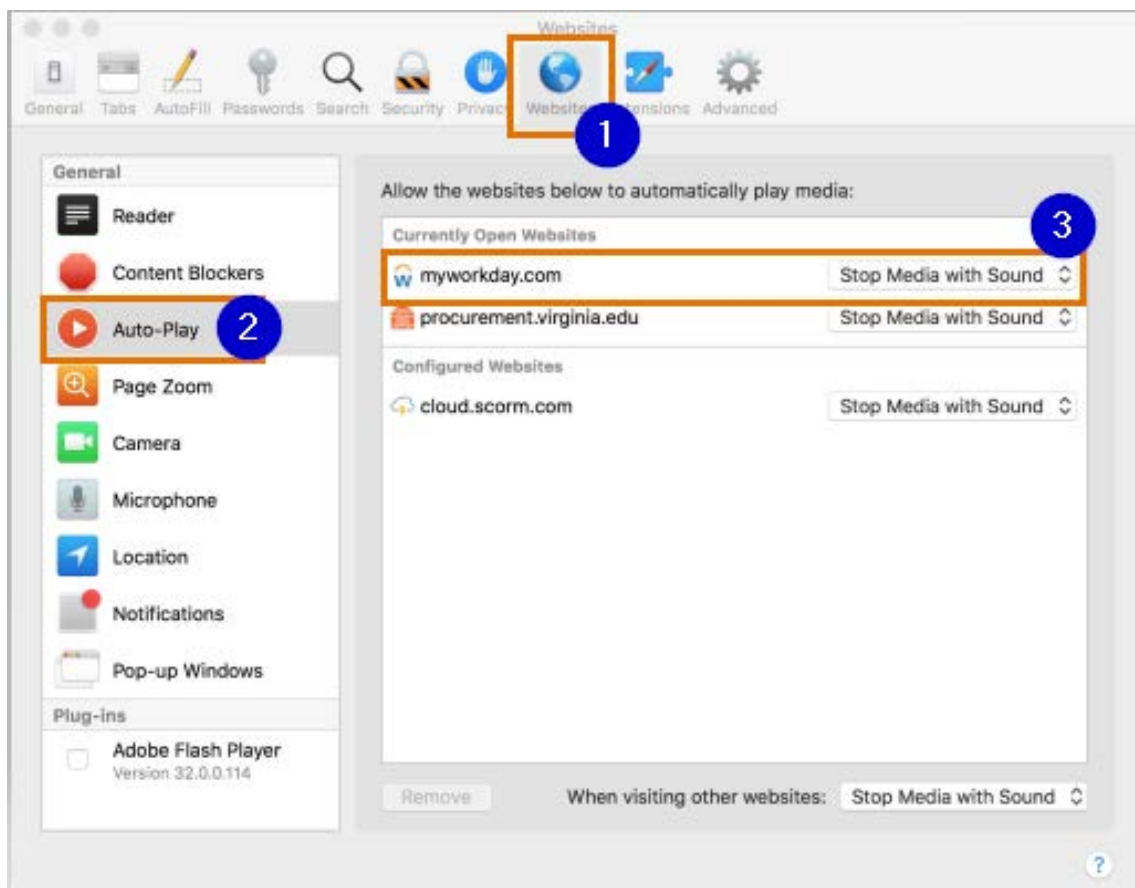 Websites
General Tabs AutoFill Passwords Search Security Privacy Websites Extensions Advanced
1
General
Reader
Content Blockers
Auto-Play
2
Page Zoom
Camera
Microphone
Location
Notifications
Pop-up Windows
Plug-ins
Adobe Flash Player
Version 32.0.0.114
Allow the websites below to automatically play media:
3
Currently Open Websites
myworkday.com Stop Media with Sound
procurement.virginia.edu Stop Media with Sound
Configured Websites
cloud.scorm.com Stop Media with Sound
Remove When visiting other websites: Stop Media with Sound
?